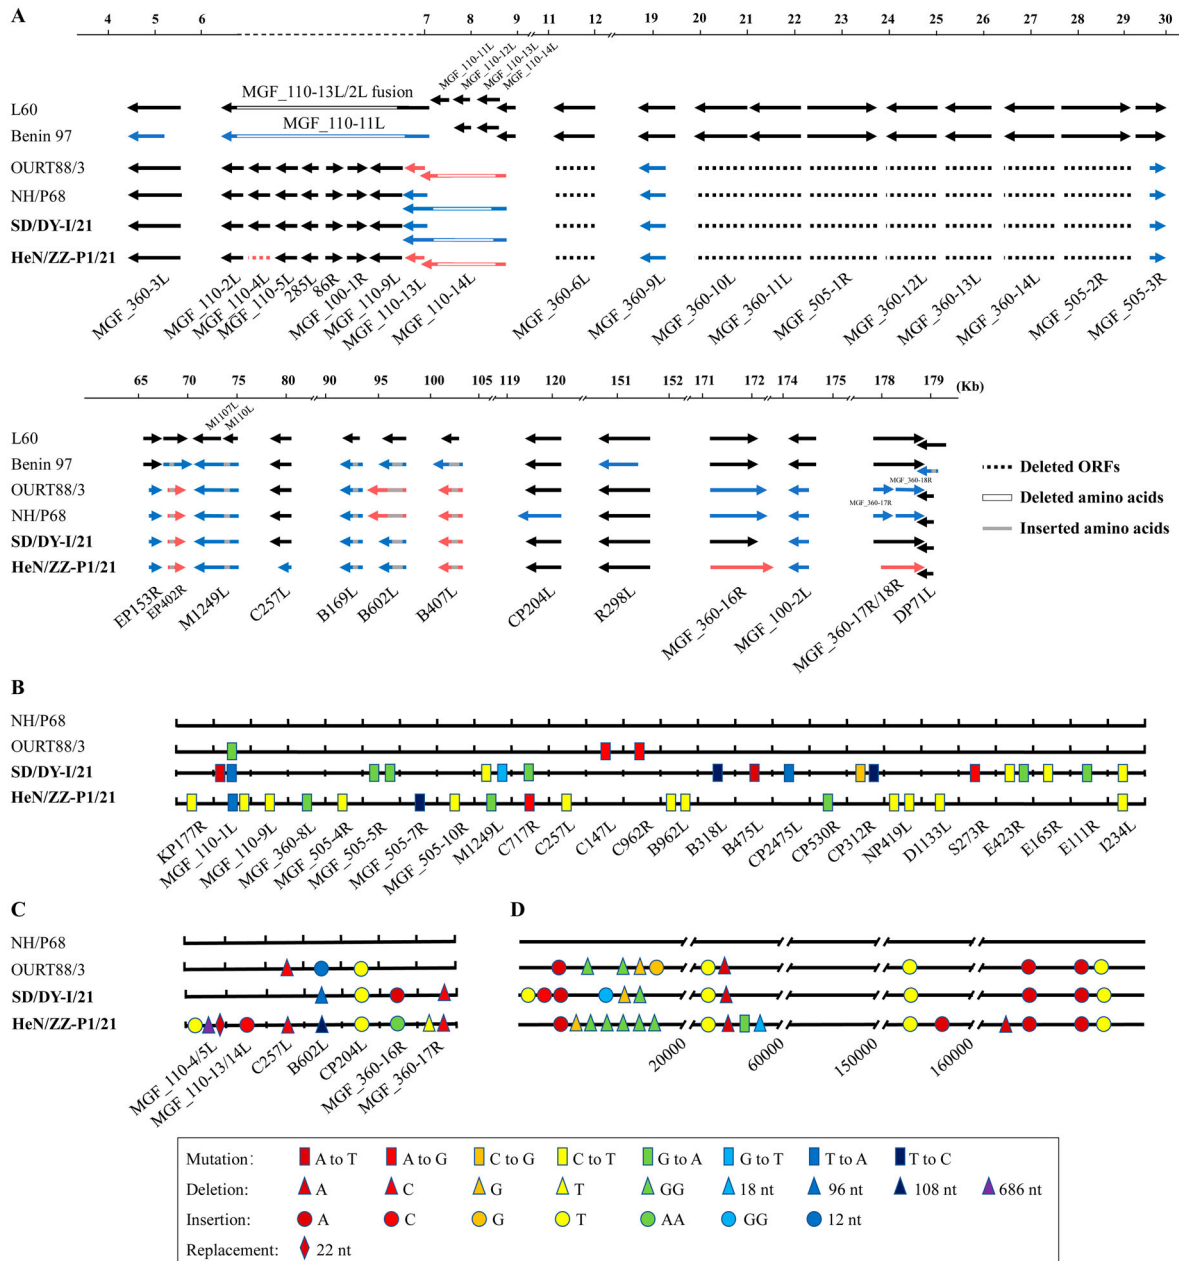 A
4 5 6 7 8 9 11 12 19 20 21 22 23 24 25 26 28 29 30
MGF_110-11L
MGF_110-12L
MGF_110-13L
MGF_110-14L
L60
MGF_110-13L/2L fusion
Benin 97
MGF_110-11L
OURT88/3
NH/P68
SD/DY-I/21
HeN/ZZ-P1/21
MGF_360-3L
MGF_110-2L
MGF_110-4L
MGF_110-5L
285L
86R
MGF_100-1R
MGF_110-9L
MGF_110-13L
MGF_110-14L
MGF_360-6L
MGF_360-9L
MGF_360-10L
MGF_360-11L
MGF_505-1R
MGF_360-12L
MGF_360-13L
MGF_360-14L
MGF_505-2R
MGF_505-3R
65 70 75 80 90 95 100 105 119 120 151 152 171 172 174 175 178 179 (Kb)
M1107L
M110L
L60
Benin 97
OURT88/3
MGF_360-18R
MGF_360-17R
NH/P68
SD/DY-I/21
HeN/ZZ-P1/21
Deleted ORFs
Deleted amino acids
Inserted amino acids
EP153R
EP402R
M1249L
C257L
B169L
B602L
B407L
CP204L
R298L
MGF_360-16R
MGF_100-2L
MGF_360-17R/18R
DP71L
B
NH/P68
OURT88/3
SD/DY-I/21
HeN/ZZ-P1/21
KP177R
MGF_110-1L
MGF_110-9L
MGF_360-8L
MGF_505-4R
MGF_505-5R
MGF_505-7R
MGF_505-10R
M1249L
C717R
C257L
C147L
C962R
B962L
B318L
B475L
CP2475L
CP530R
CP312R
NP419L
D1133L
S273R
E423R
E165R
E111R
I234L
C
NH/P68
OURT88/3
SD/DY-I/21
HeN/ZZ-P1/21
MGF_110-4/5L
MGF_110-13/14L
C257L
B602L
CP204L
MGF_360-16R
MGF_360-17R
D
20000
60000
150000
160000
Mutation: A to T A to G C to G C to T G to A G to T T to A T to C
Deletion: A C G T GG 18 nt 96 nt 108 nt 686 nt
Insertion: A C G T AA GG 12 nt
Replacement: 22 nt